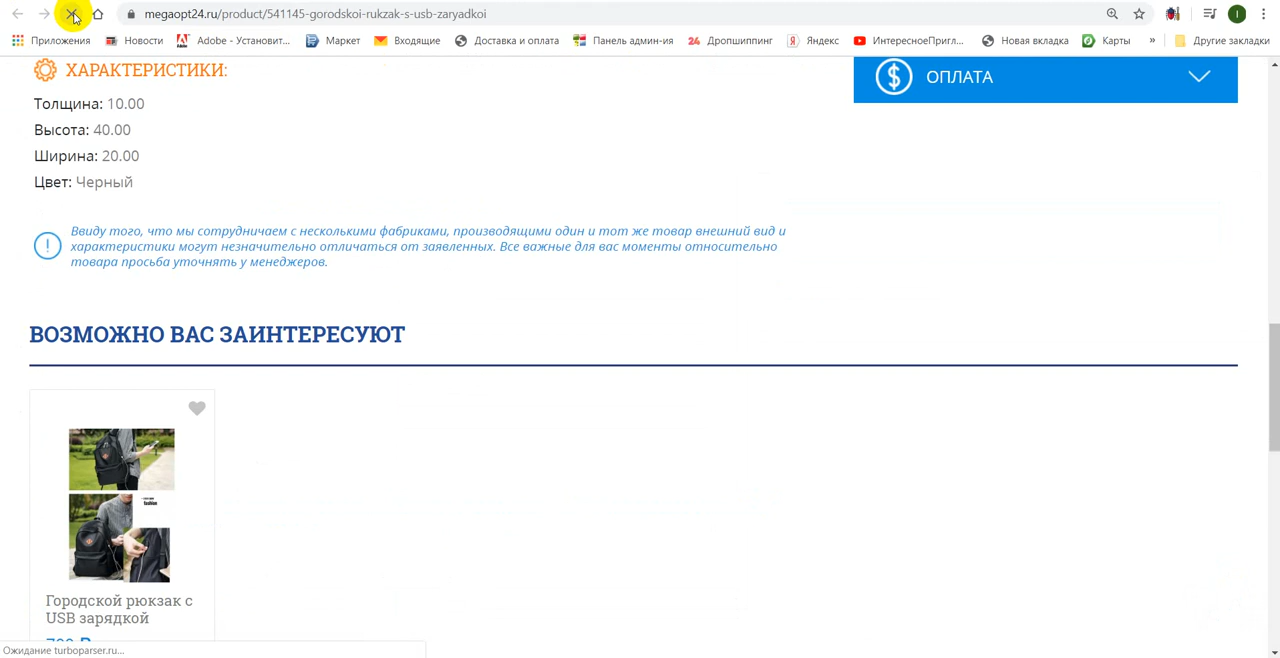 megaopt24.ru/product/541145-gorodskoi-rukzak-s-usb-zaryadkoi
Приложения Новости Adobe - Установит... Маркет Входящие Доставка и оплата Панель админ-ия 24 Дропшиппинг Яндекс ИнтересноеПригл... Новая вкладка Карты » Другие закладки
ХАРАКТЕРИСТИКИ:
ОПЛАТА
Толщина: 10.00
Высота: 40.00
Ширина: 20.00
Цвет: Черный
Ввиду того, что мы сотрудничаем с несколькими фабриками, производящими один и тот же товар внешний вид и
характеристики могут незначительно отличаться от заявленных. Все важные для вас моменты относительно
товара просьба уточнять у менеджеров.
ВОЗМОЖНО ВАС ЗАИНТЕРЕСУЮТ
Городской рюкзак с
USB зарядкой
Ожидание turboparser.ru...